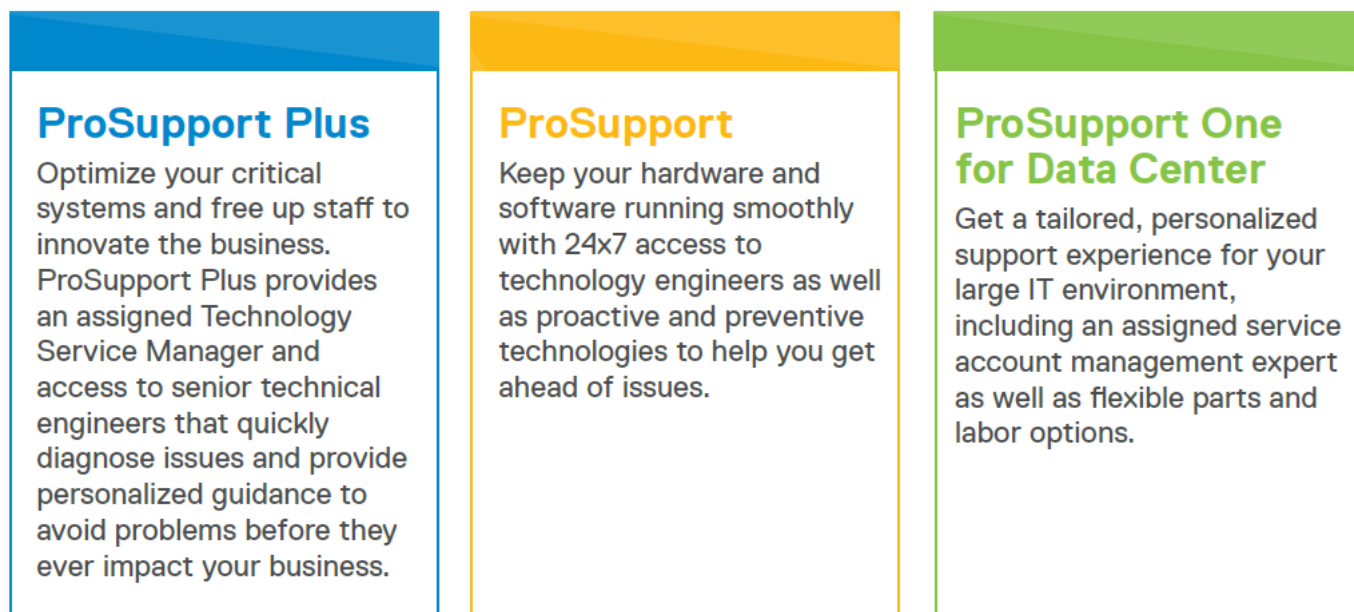 ProSupport Plus
Optimize your critical
systems and free up staff to
innovate the business.
ProSupport Plus provides
an assigned Technology
Service Manager and
access to senior technical
engineers that quickly
diagnose issues and provide
personalized guidance to
avoid problems before they
ever impact your business.
ProSupport
Keep your hardware and
software running smoothly
with 24x7 access to
technology engineers as well
as proactive and preventive
technologies to help you get
ahead of issues.
ProSupport One
for Data Center
Get a tailored, personalized
support experience for your
large IT environment,
including an assigned service
account management expert
as well as flexible parts and
labor options.